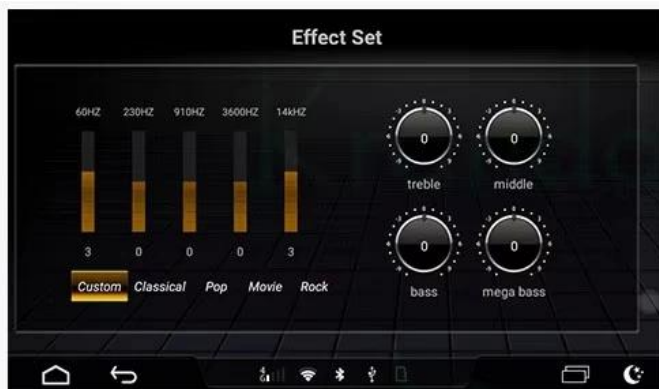 Effect Set
60HZ 230HZ 910HZ 3600HZ 14kHZ
3 0 0 0 3
Custom Classical Pop Movie Rock
0 0
treble middle
0 0
bass mega bass
4G